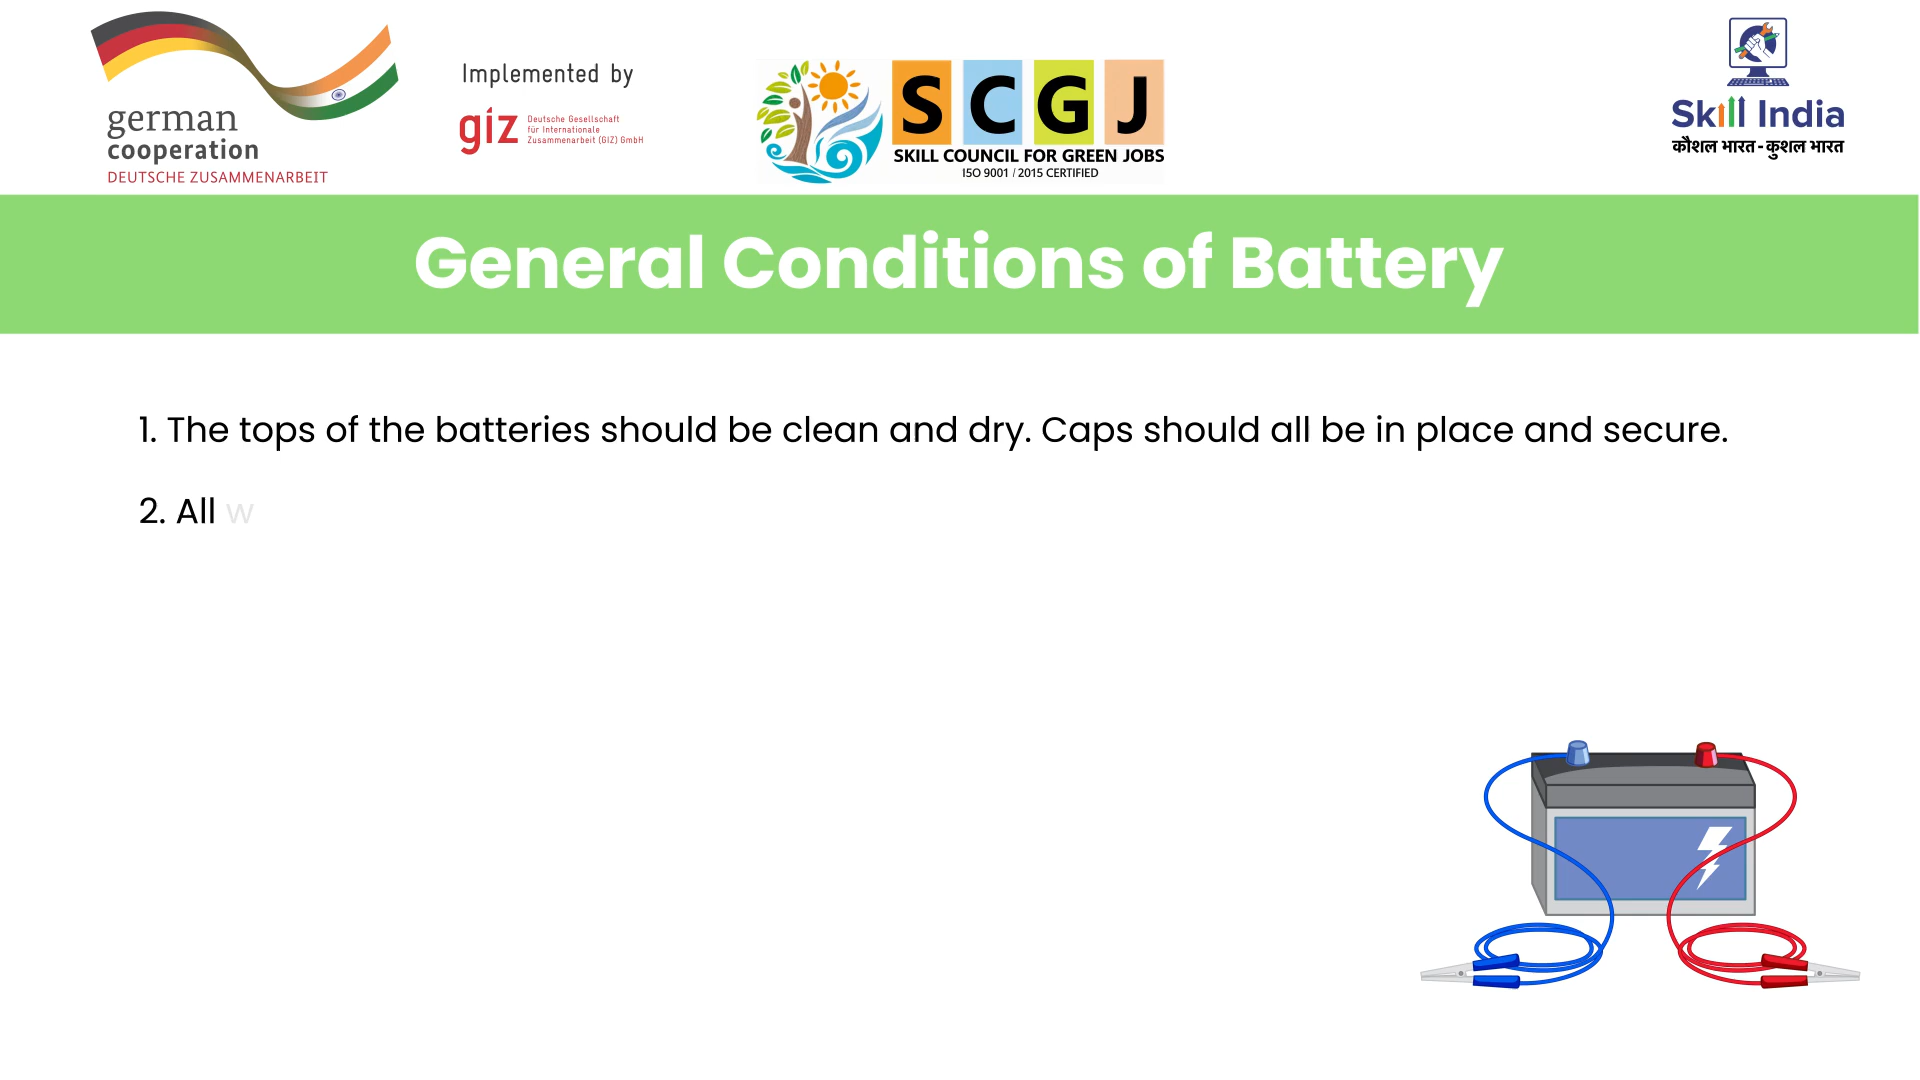 german
cooperation
DEUTSCHE ZUSAMMENARBEIT
Implemented by
giz
Deutsche Gesellschaft
für Internationale
Zusammenarbeit (GIZ) GmbH
S C G J
SKILL COUNCIL FOR GREEN JOBS
ISO 9001 / 2015 CERTIFIED
Skill India
कौशल भारत-कुशल भारत
General Conditions of Battery
1. The tops of the batteries should be clean and dry. Caps should all be in place and secure.
2. All w